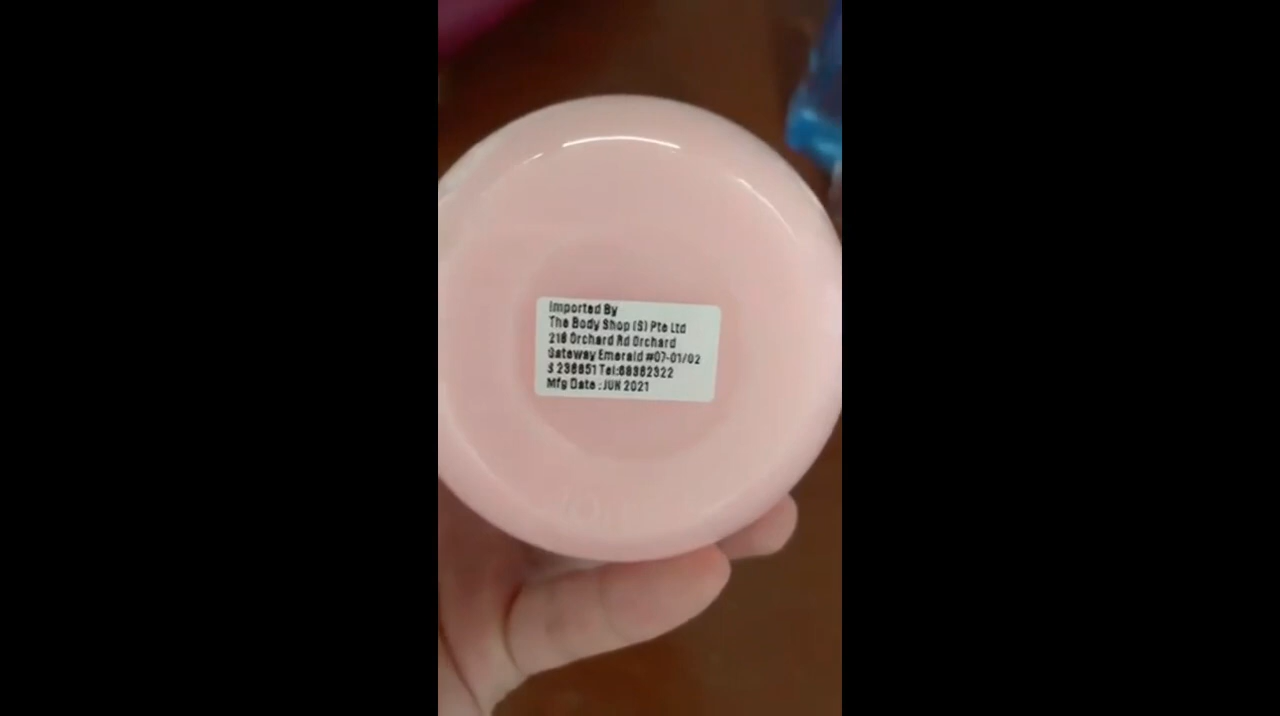 Imported By
The Body Shop (S) Pte Ltd
218 Orchard Rd Orchard
Gateway Emerald #07-01/02
S 238851 Tel:68362322
Mfg Date : JUN 2021